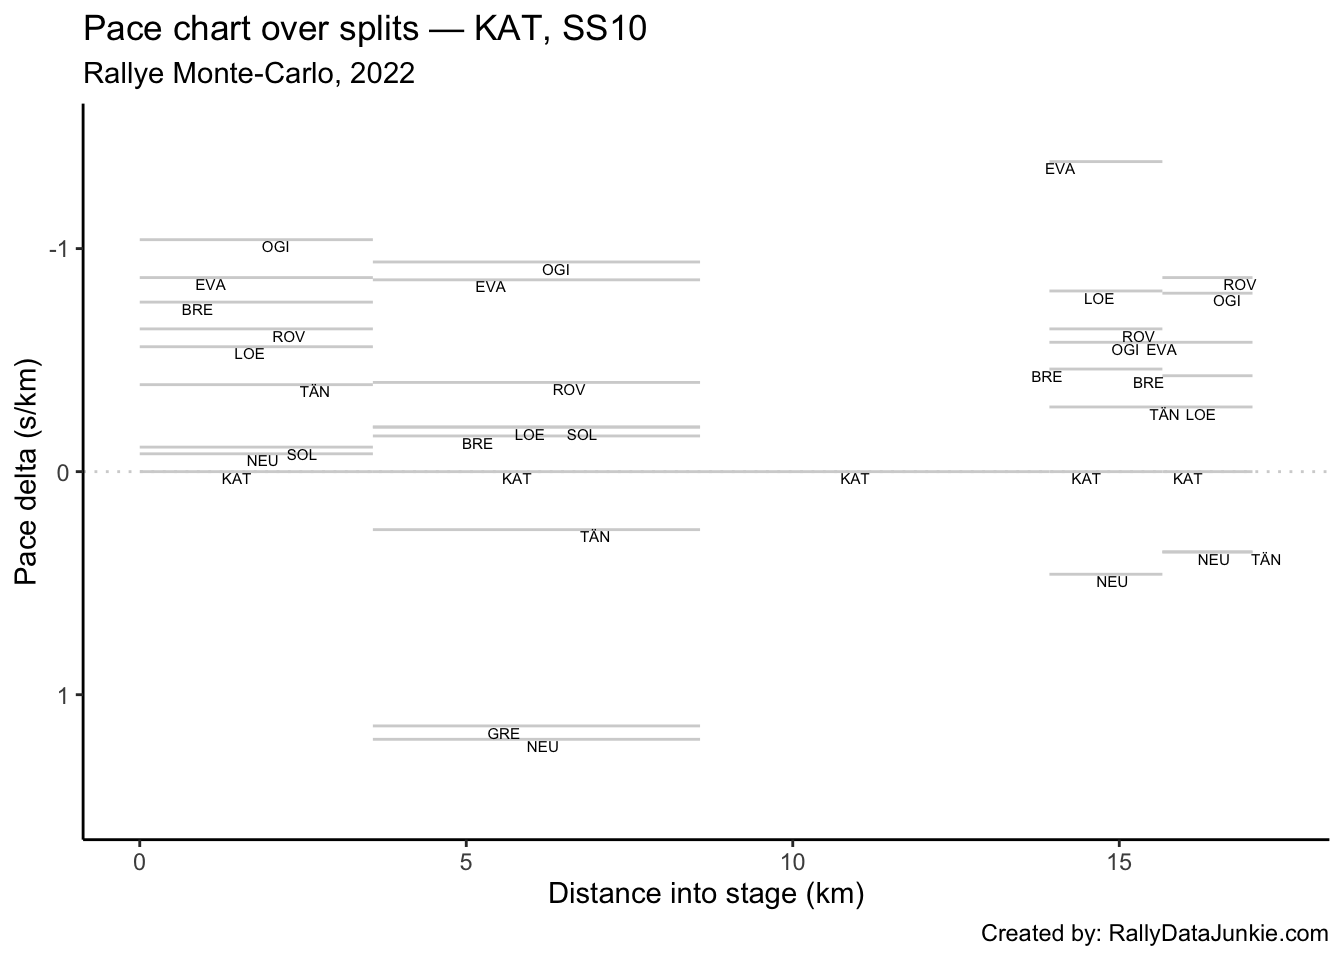 Pace chart over splits — KAT, SS10
Rallye Monte-Carlo, 2022
EVA
-1
OGI
OGI
EVA
EVA
ROV
LOE
OGI
BRE
ROV
ROV
LOE
OGI EVA
BRE
BRE
TÄN
ROV
TÄN LOE
SOL
NEU
LOE
SOL
BRE
0
KAT
KAT
KAT
KAT
KAT
TÄN
NEU
TÄN
NEU
1
GRE
NEU
Pace delta (s/km)
0
5
10
15
Distance into stage (km)
Created by: RallyDataJunkie.com